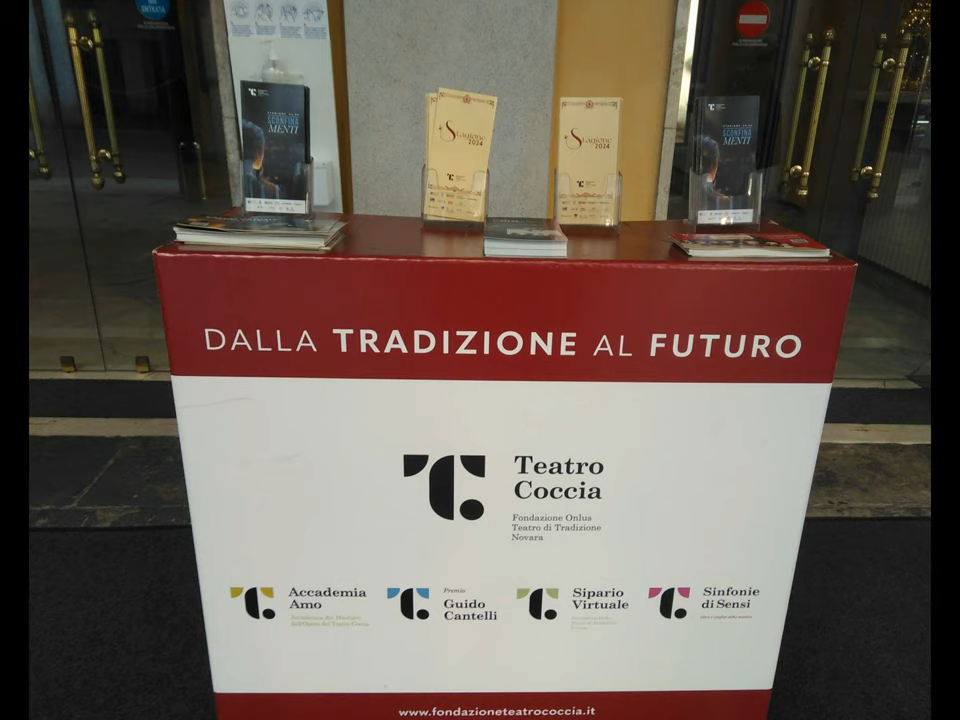 ENTRATA
SCONFINA
MENTI
Stagione
2024
Stagione
2024
SCONFINA
MENTI
DALLA TRADIZIONE AL FUTURO
Teatro
Coccia
Fondazione Onlus
Teatro di Tradizione
Novara
Accademia
Amo
Premio
Guido
Cantelli
Sipario
Virtuale
Sinfonie
di Sensi
www.fondazioneteatrococcia.it